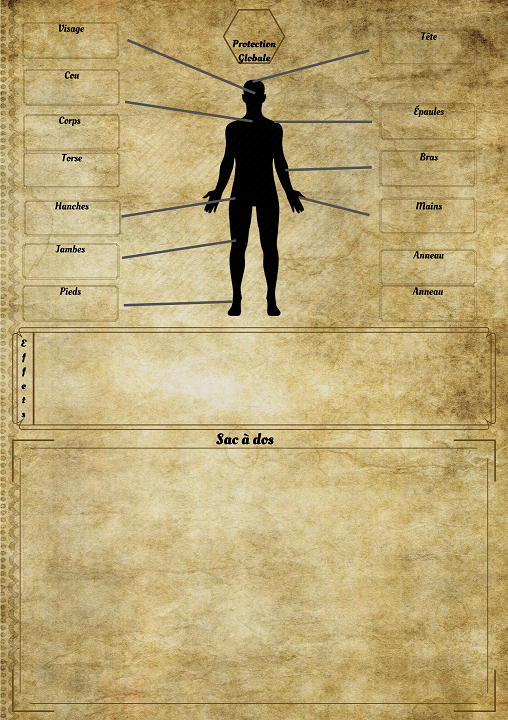 Protection
Globale
Visage
Tête
Cou
Épaules
Corps
Torse
Bras
Hanches
Mains
Jambes
Anneau
Pieds
Anneau
Effets
Sac à dos